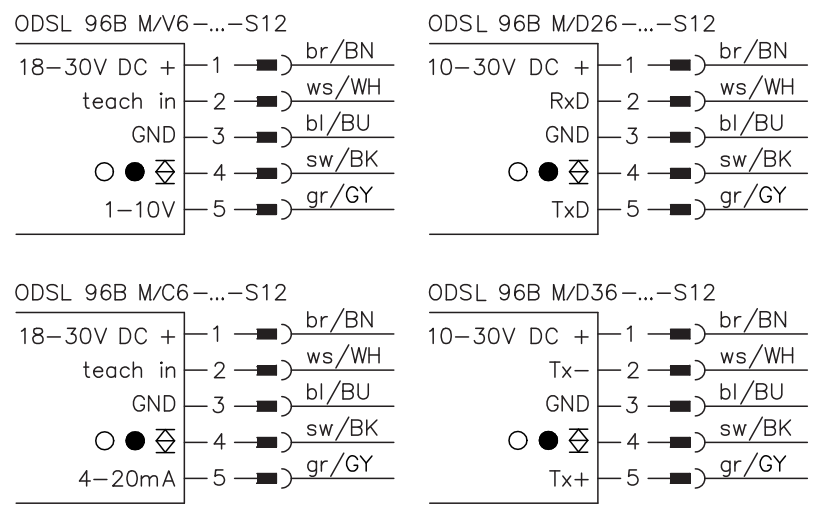 ODSL 96B M/V6-...-S12
18-30V DC + 1 br/BN
teach in 2 ws/WH
GND 3 bl/BU
4 sw/BK
1-10V 5 gr/GY
ODSL 96B M/D26-...-S12
10-30V DC + 1 br/BN
RxD 2 ws/WH
GND 3 bl/BU
4 sw/BK
TxD 5 gr/GY
ODSL 96B M/C6-...-S12
18-30V DC + 1 br/BN
teach in 2 ws/WH
GND 3 bl/BU
4 sw/BK
4-20mA 5 gr/GY
ODSL 96B M/D36-...-S12
10-30V DC + 1 br/BN
Tx- 2 ws/WH
GND 3 bl/BU
4 sw/BK
Tx+ 5 gr/GY